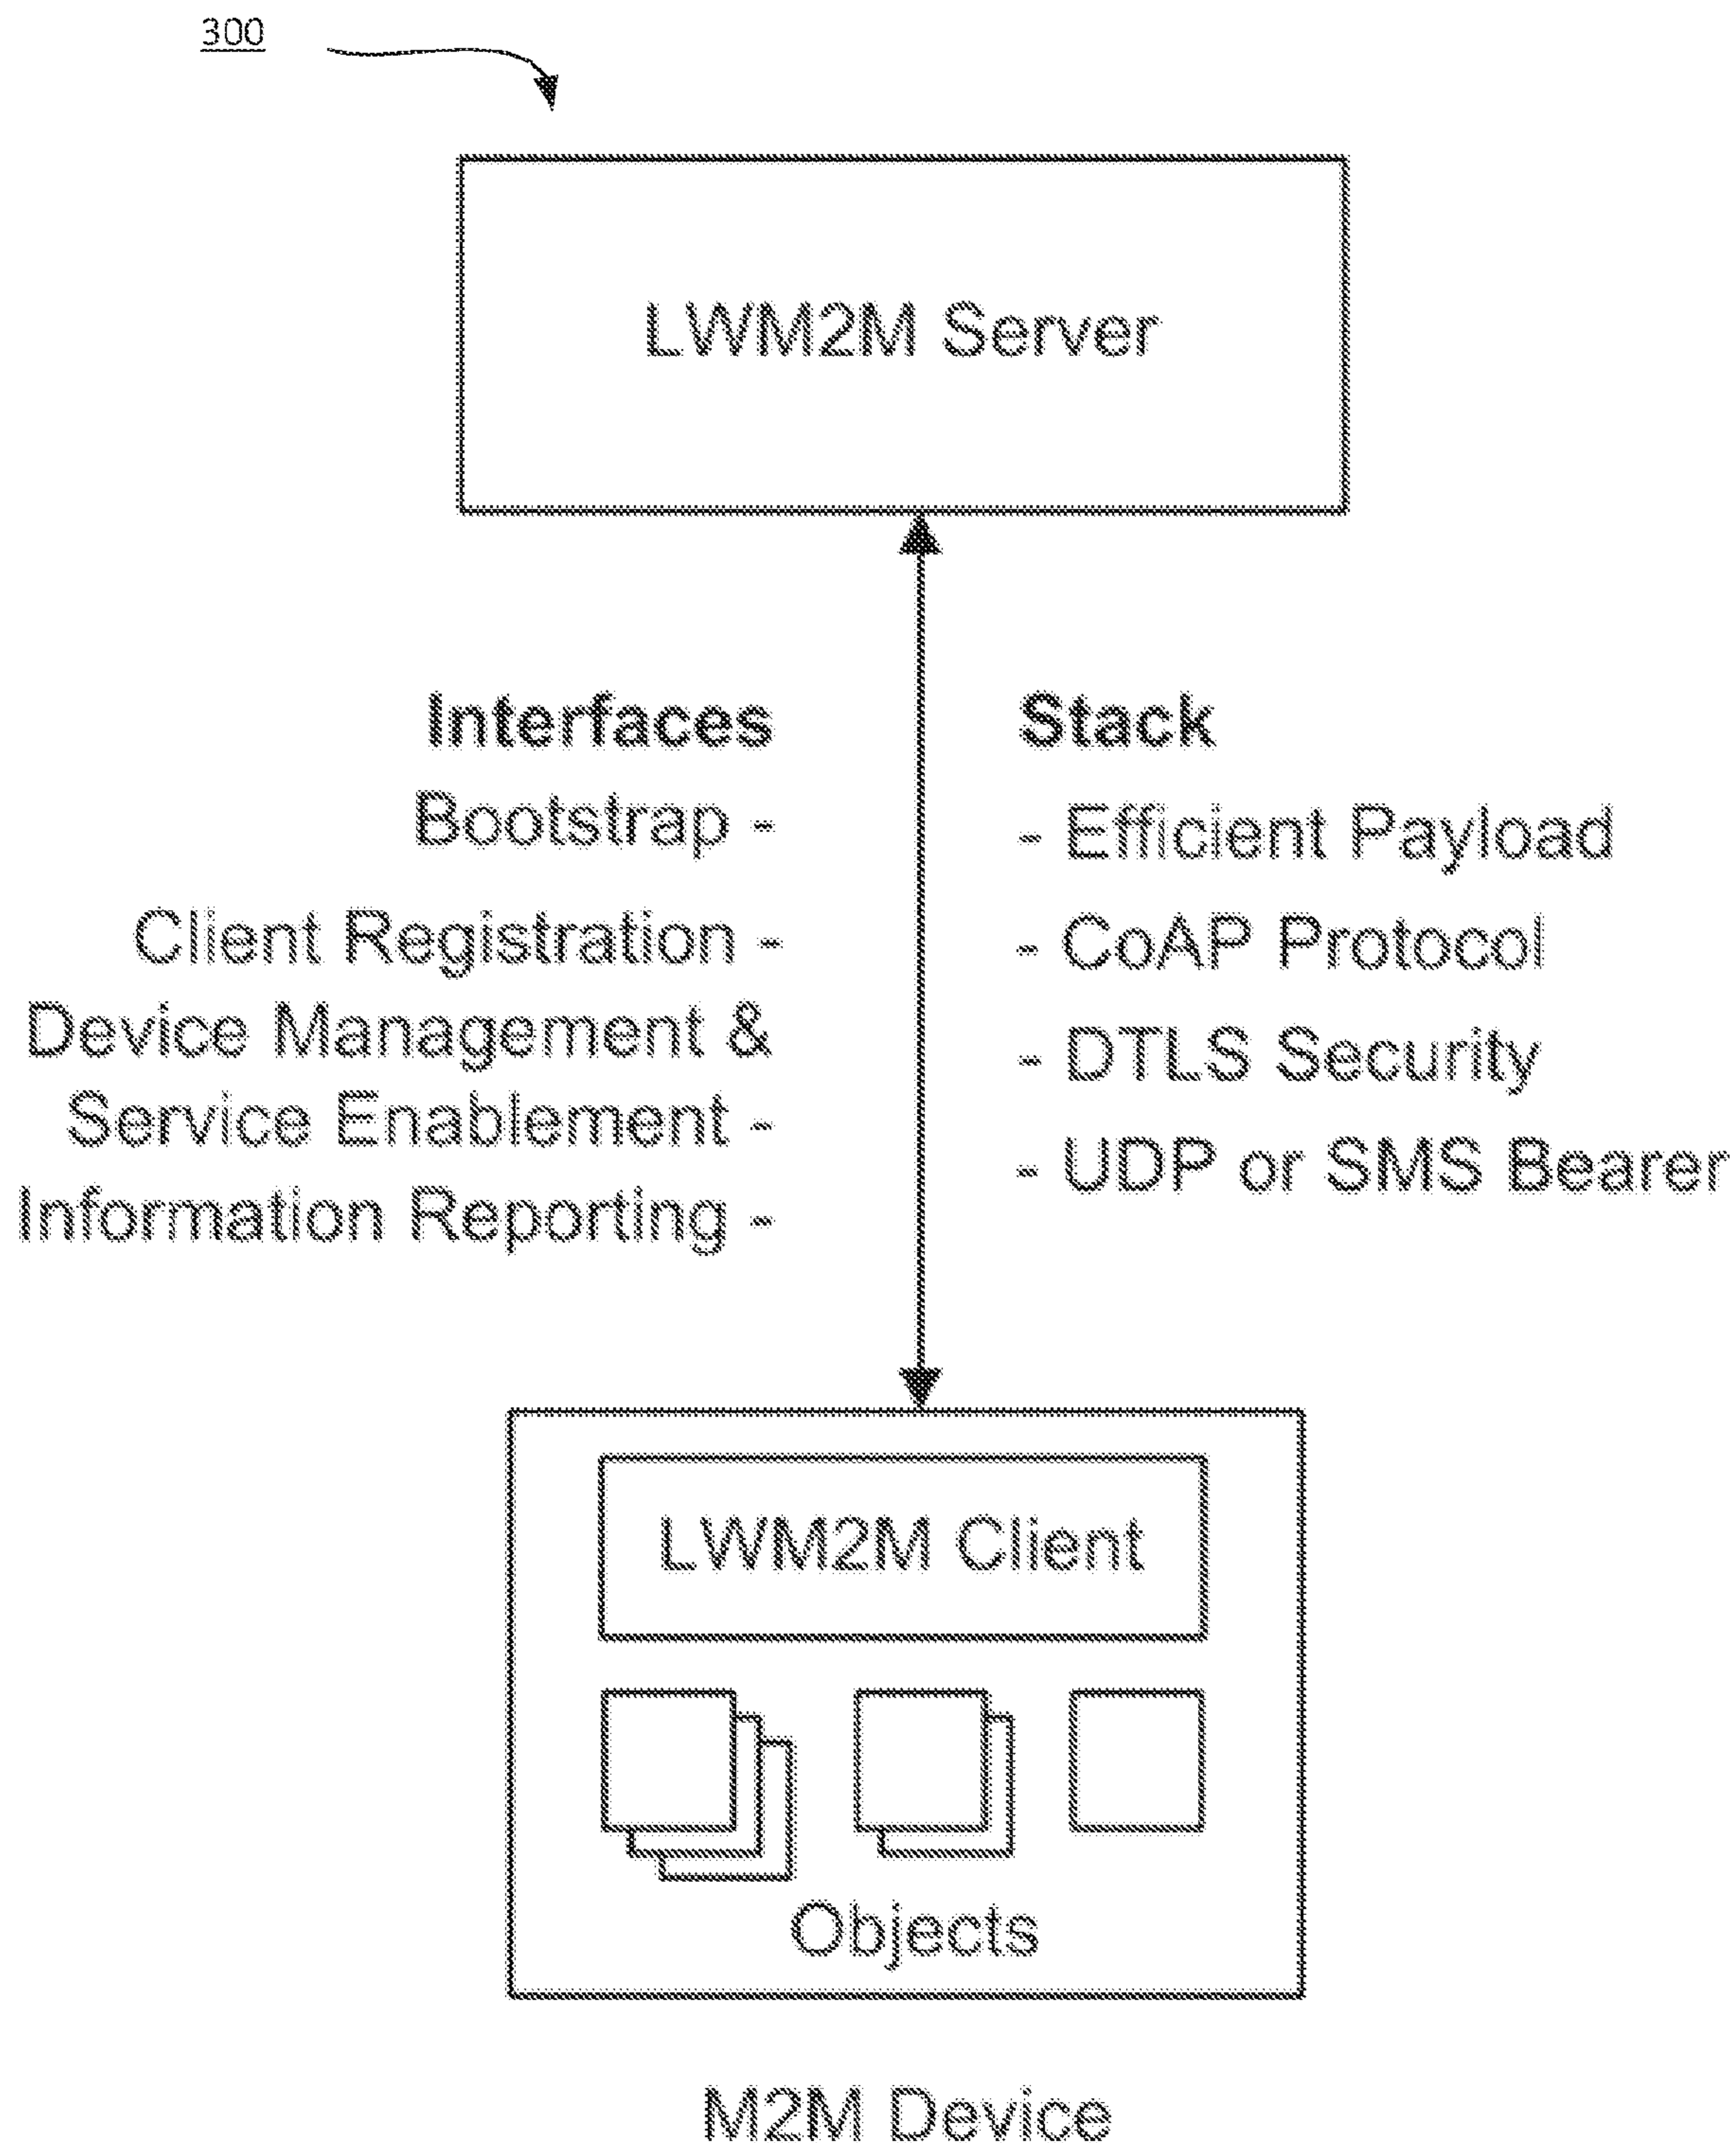 300
LWM2M Server
Interfaces
Bootstrap -
Client Registration -
Device Management &
Service Enablement -
Information Reporting -
Stack
- Efficient Payload
- CoAP Protocol
- DTLS Security
- UDP or SMS Bearer
LWM2M Client
Objects
M2M Device